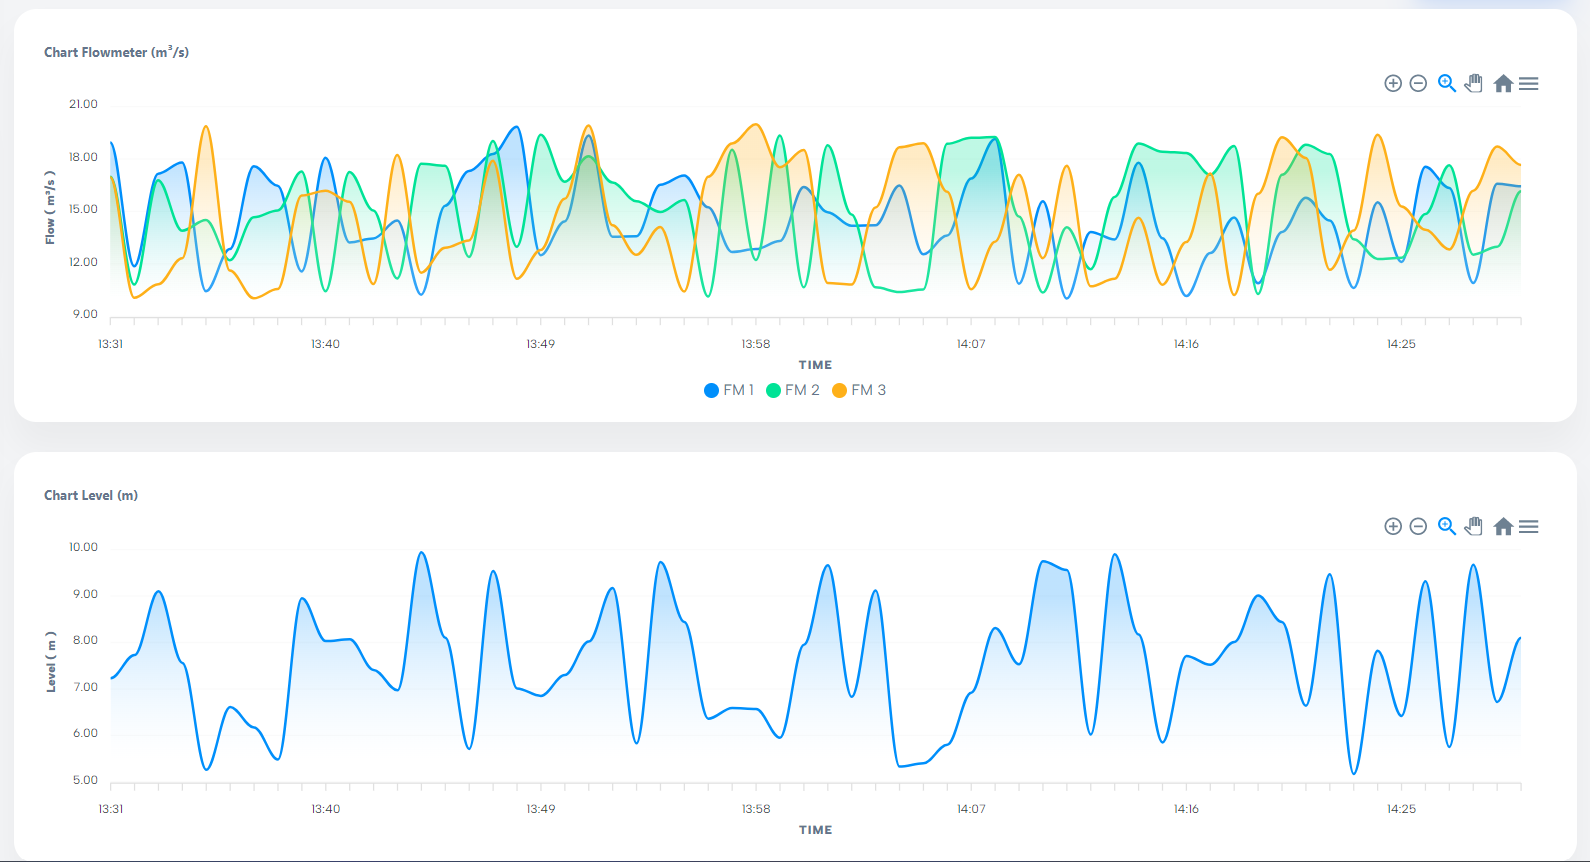 Chart Flowmeter (m³/s)
21.00
18.00
15.00
12.00
9.00
Flow ( m³/s )
13:31 13:40 13:49 13:58 14:07 14:16 14:25
TIME
FM 1 FM 2 FM 3
Chart Level (m)
10.00
9.00
8.00
7.00
6.00
5.00
Level ( m )
13:31 13:40 13:49 13:58 14:07 14:16 14:25
TIME